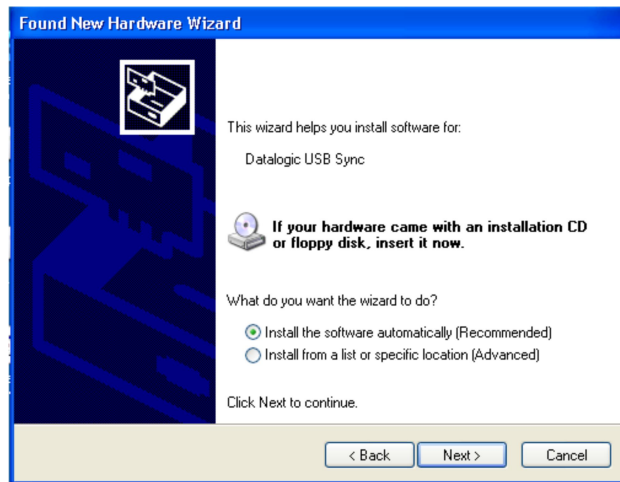 Found New Hardware Wizard
This wizard helps you install software for:
Datalogic USB Sync
If your hardware came with an installation CD
or floppy disk, insert it now.
What do you want the wizard to do?
Install the software automatically (Recommended)
Install from a list or specific location (Advanced)
Click Next to continue.
< Back Next > Cancel